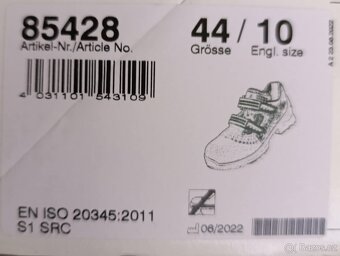 85428
44 / 10
Artikel-Nr./Article No.
Grösse
Engl. size
4 031101 543109
EN ISO 20345:2011
S1 SRC
06/2022